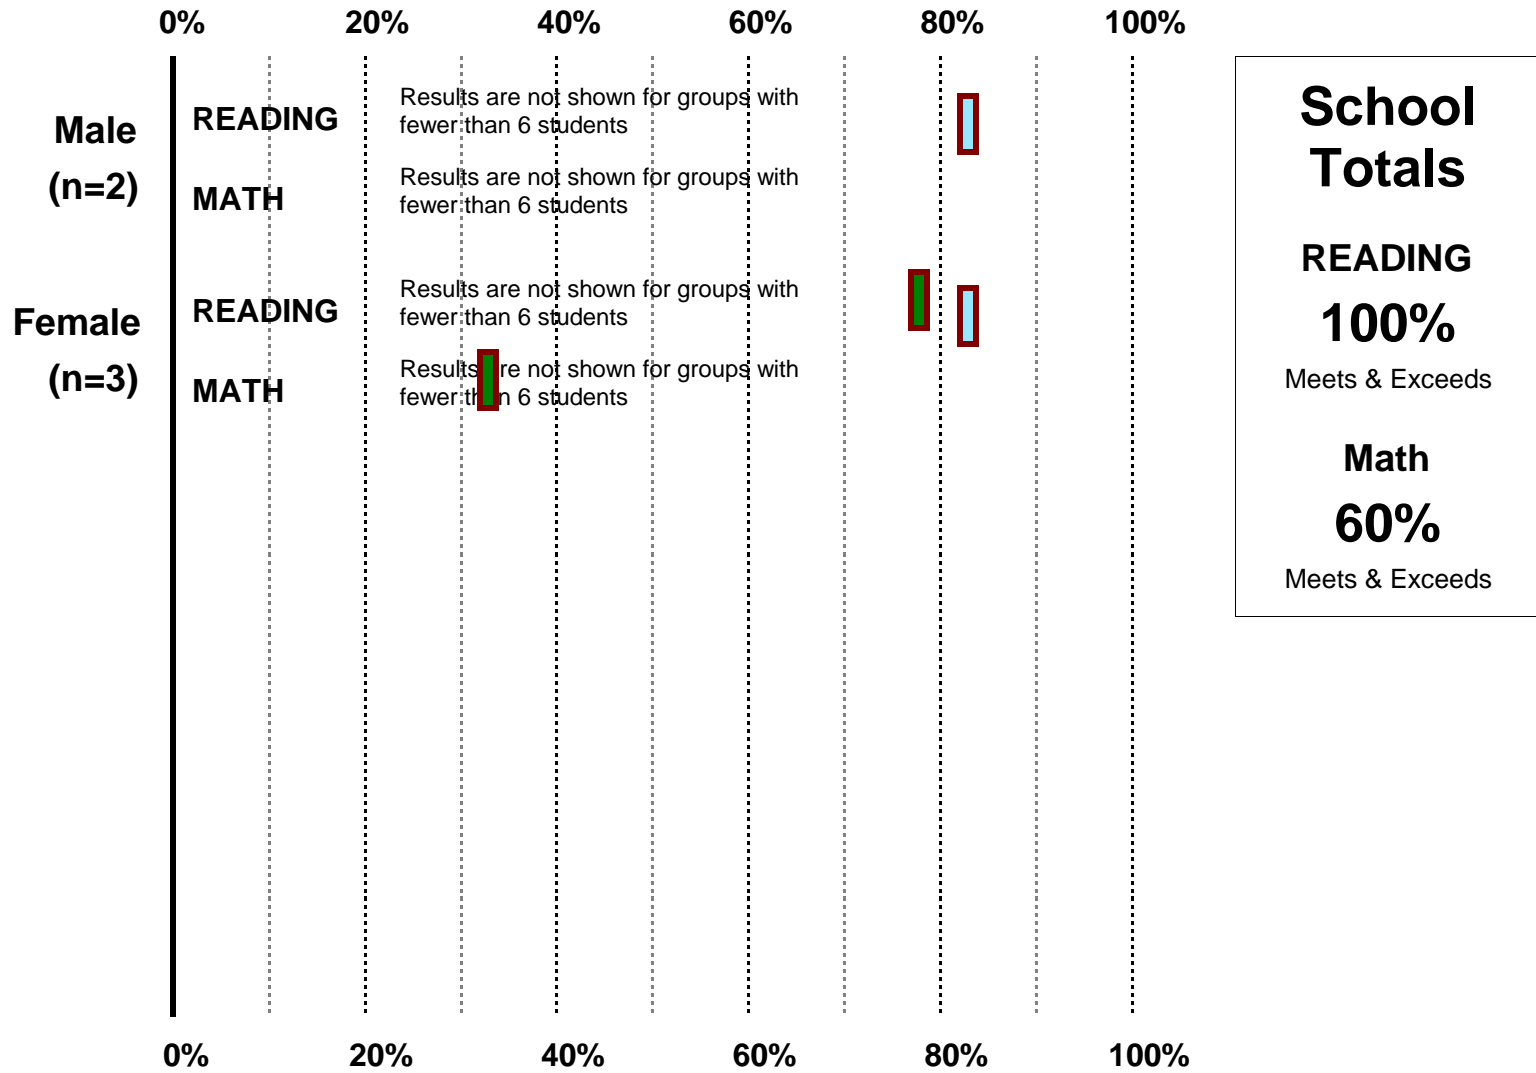 0% 20% 40% 60% 80% 100%
Male
(n=2)
READING
Results are not shown for groups with
fewer than 6 students
MATH
Results are not shown for groups with
fewer than 6 students
Female
(n=3)
READING
Results are not shown for groups with
fewer than 6 students
MATH
Results are not shown for groups with
fewer than 6 students
0% 20% 40% 60% 80% 100%
School
Totals
READING
100%
Meets & Exceeds
Math
60%
Meets & Exceeds